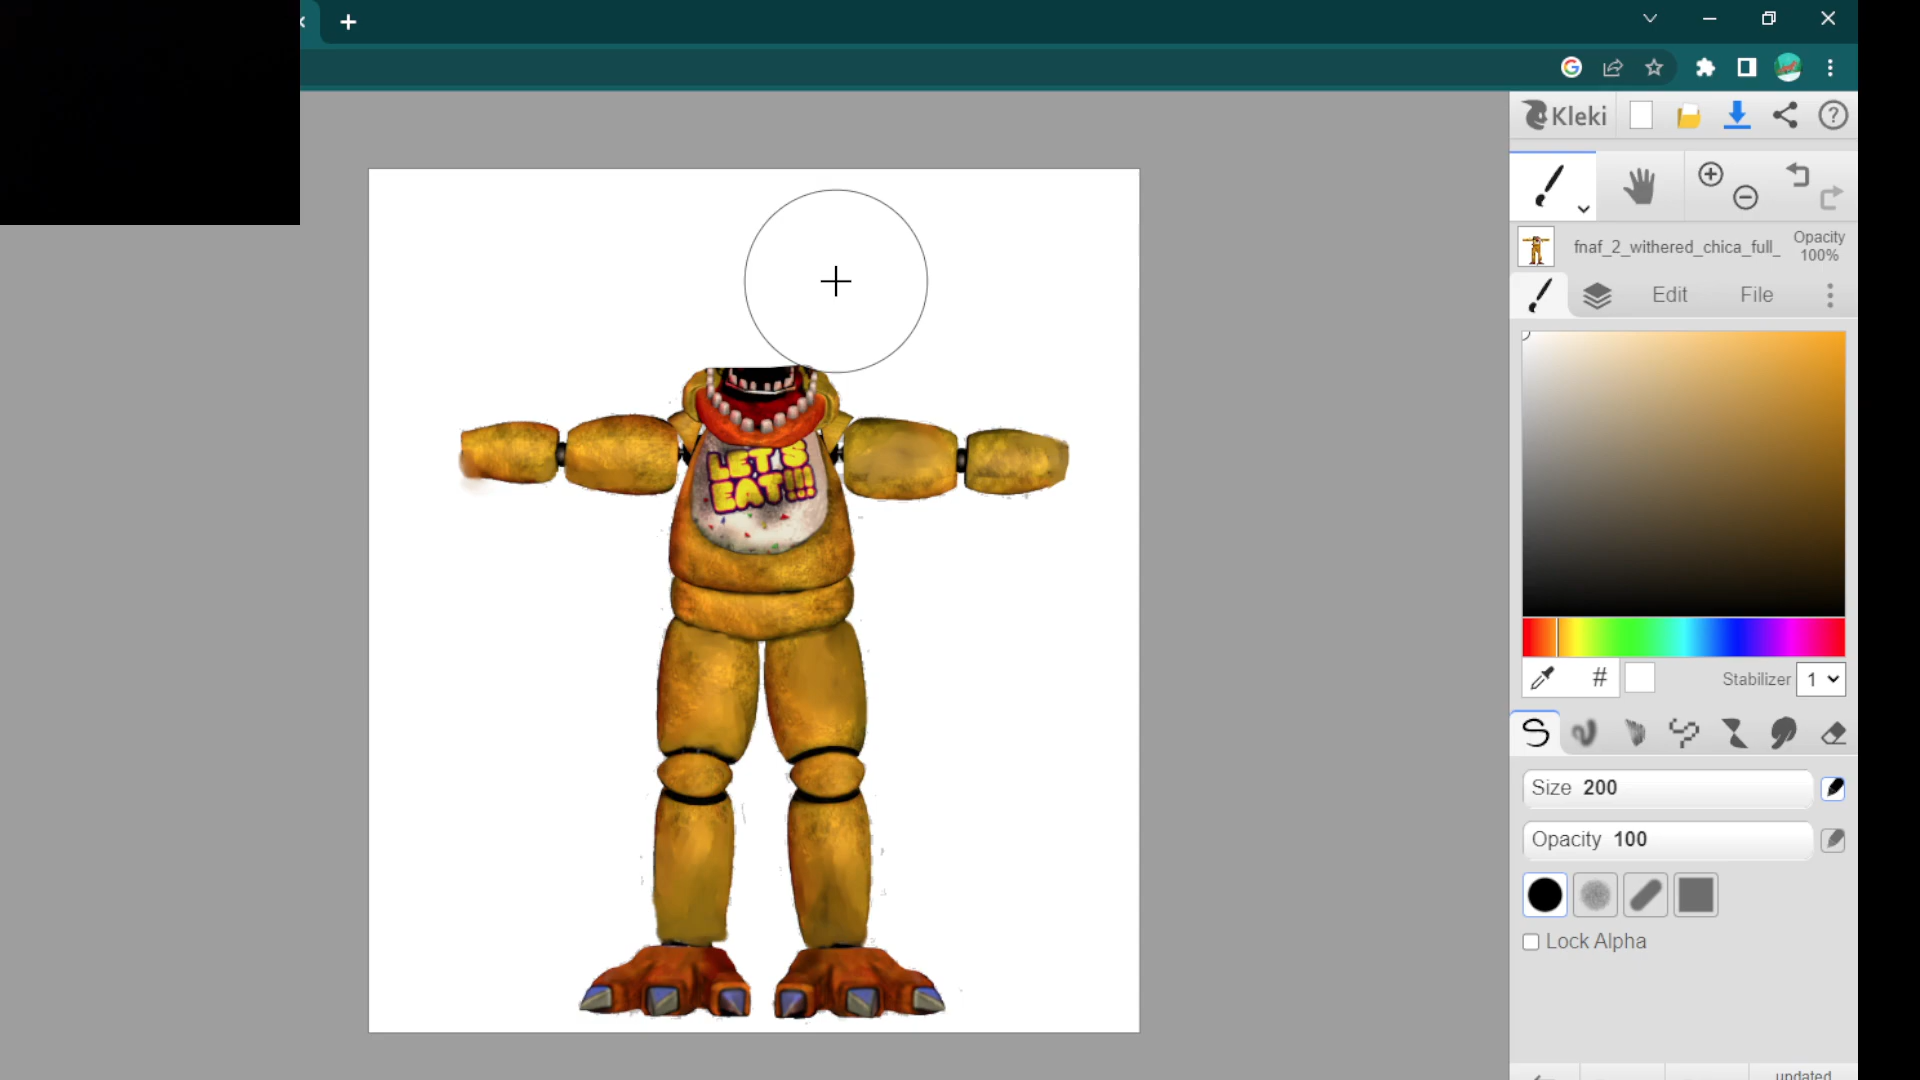 Kleki
fnaf_2_withered_chica_full_
Opacity
100%
Edit
File
LET'S
EAT!!!
#
Stabilizer
1
Size 200
Opacity 100
Lock Alpha
updated